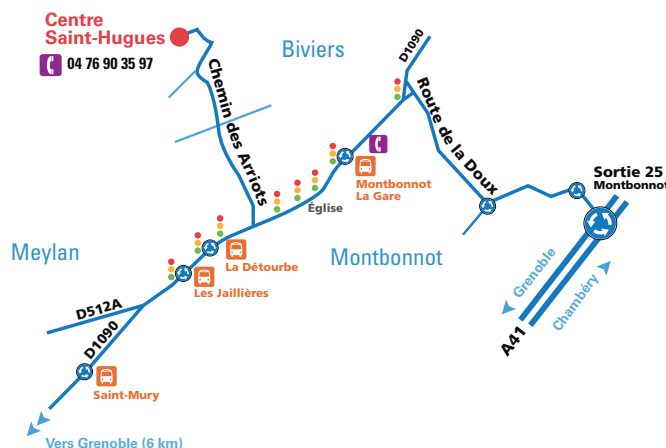 Centre
Saint-Hugues
04 76 90 35 97
Biviers
D1090
Chemin des Arriots
Route de la Doux
Sortie 25
Montbonnot
Montbonnot
La Gare
Église
Meylan
Montbonnot
La Détourbe
Les Jaillières
Grenoble
Chambéry
D512A
D1090
A41
Saint-Mury
Vers Grenoble (6 km)